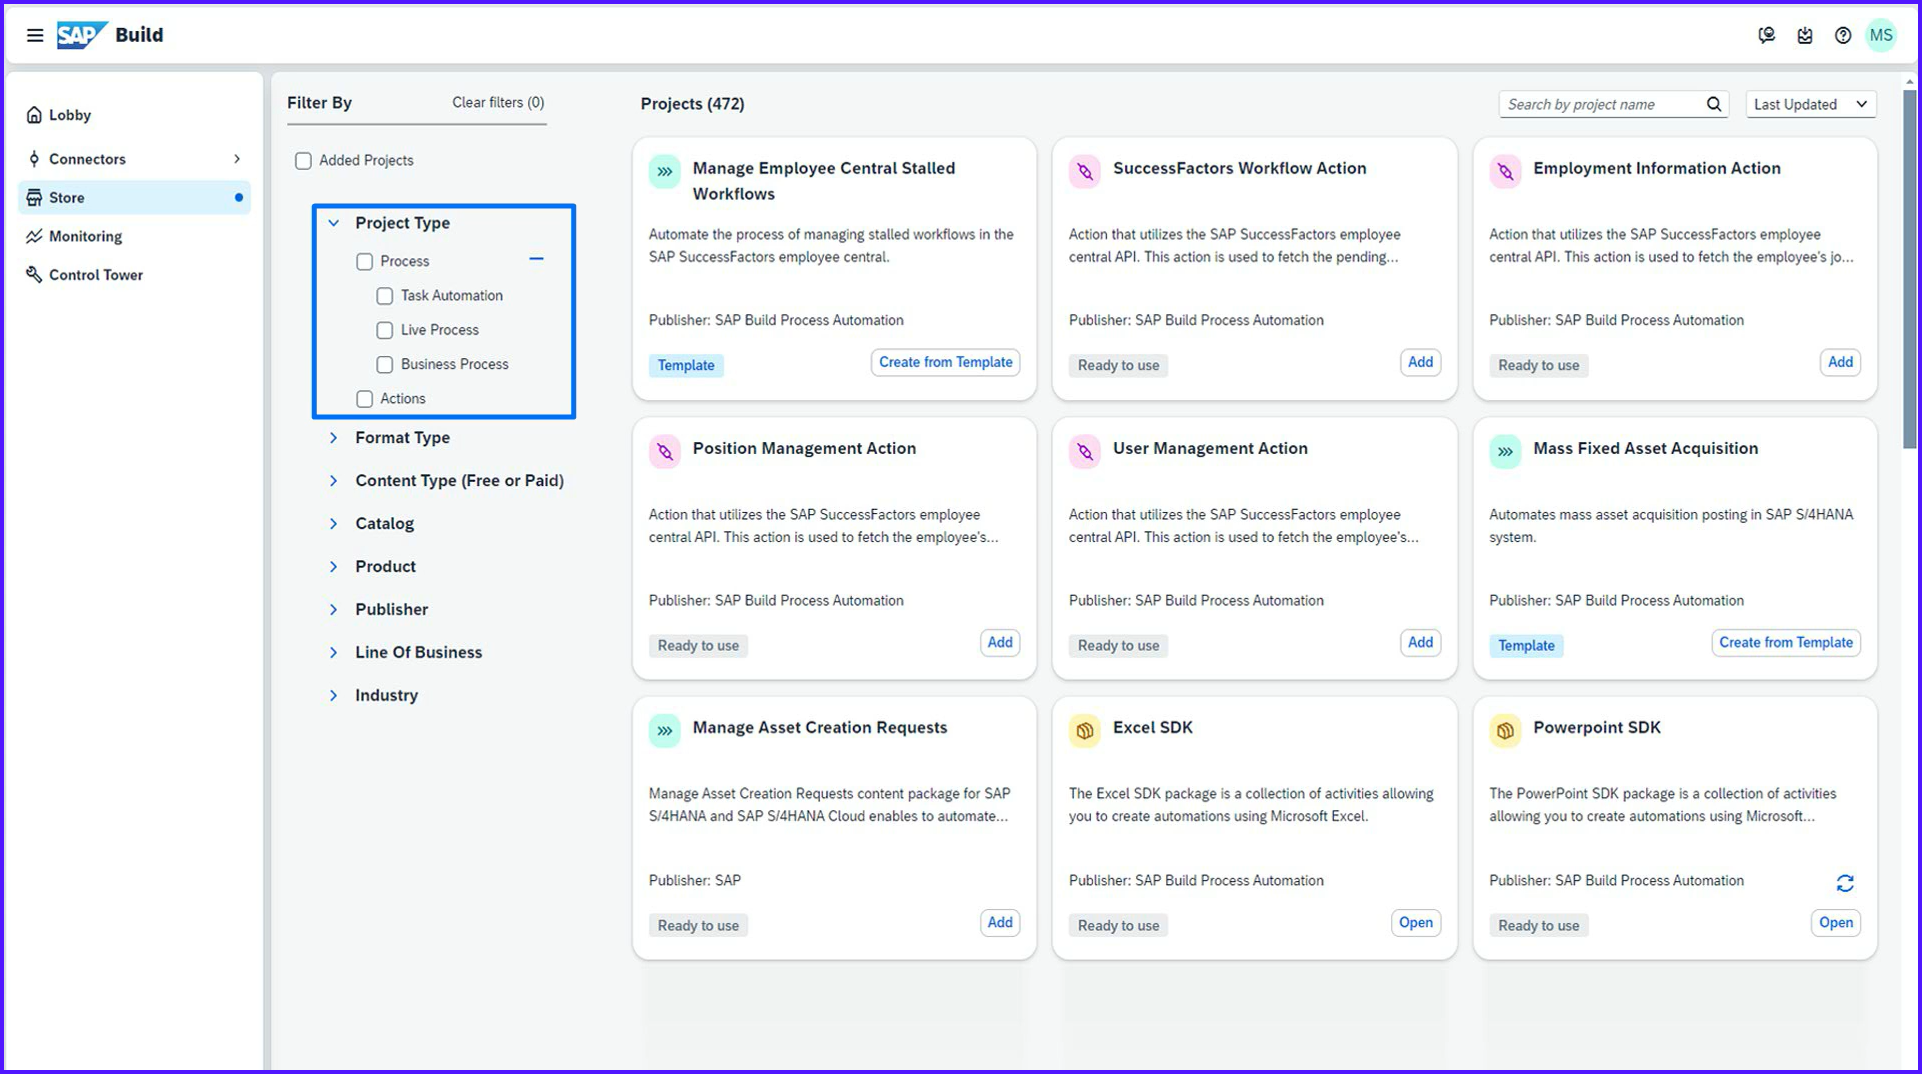 SAP Build
MS
Lobby
Connectors
Store
Monitoring
Control Tower
Filter By
Clear filters (0)
Added Projects
Project Type
Process
Task Automation
Live Process
Business Process
Actions
Format Type
Content Type (Free or Paid)
Catalog
Product
Publisher
Line Of Business
Industry
Projects (472)
Search by project name
Last Updated
Manage Employee Central Stalled
Workflows
Automate the process of managing stalled workflows in the
SAP SuccessFactors employee central.
Publisher: SAP Build Process Automation
Template
Create from Template
SuccessFactors Workflow Action
Action that utilizes the SAP SuccessFactors employee
central API. This action is used to fetch the pending...
Publisher: SAP Build Process Automation
Ready to use
Add
Employment Information Action
Action that utilizes the SAP SuccessFactors employee
central API. This action is used to fetch the employee's jo...
Publisher: SAP Build Process Automation
Ready to use
Add
Position Management Action
Action that utilizes the SAP SuccessFactors employee
central API. This action is used to fetch the employee's...
Publisher: SAP Build Process Automation
Ready to use
Add
User Management Action
Action that utilizes the SAP SuccessFactors employee
central API. This action is used to fetch the employee's...
Publisher: SAP Build Process Automation
Ready to use
Add
Mass Fixed Asset Acquisition
Automates mass asset acquisition posting in SAP S/4HANA
system.
Publisher: SAP Build Process Automation
Template
Create from Template
Manage Asset Creation Requests
Manage Asset Creation Requests content package for SAP
S/4HANA and SAP S/4HANA Cloud enables to automate...
Publisher: SAP
Ready to use
Add
Excel SDK
The Excel SDK package is a collection of activities allowing
you to create automations using Microsoft Excel.
Publisher: SAP Build Process Automation
Ready to use
Open
Powerpoint SDK
The PowerPoint SDK package is a collection of activities
allowing you to create automations using Microsoft...
Publisher: SAP Build Process Automation
Ready to use
Open